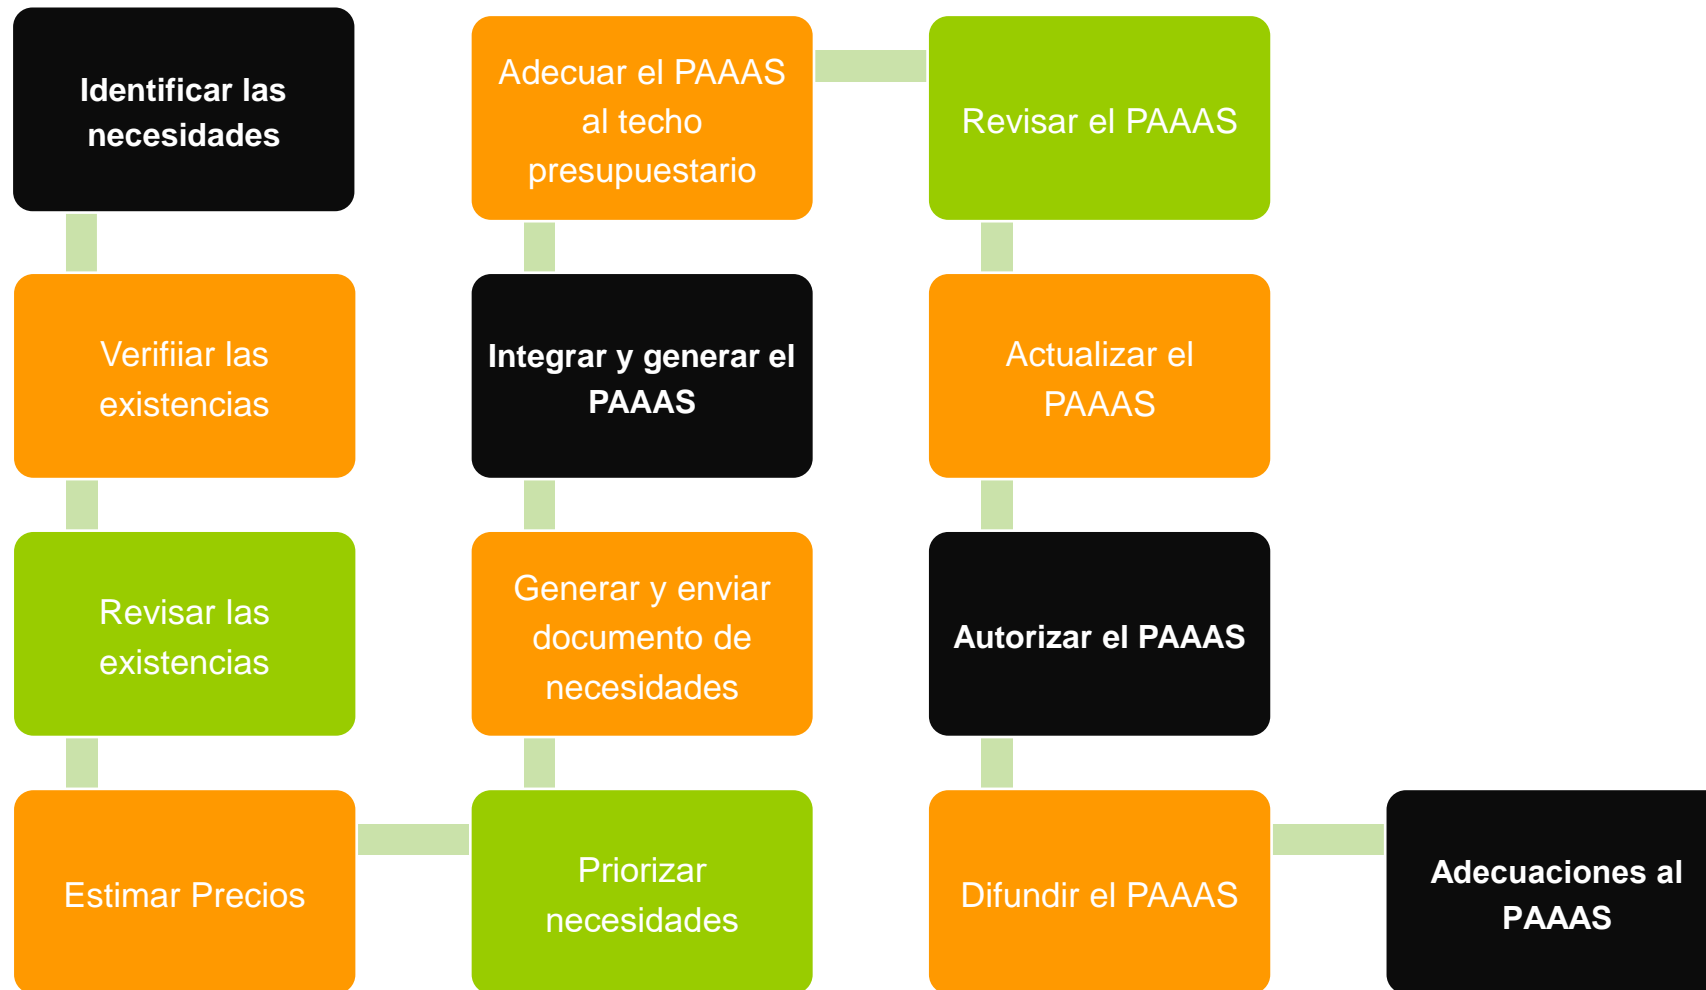 Identificar las
necesidades
Verifiiar las
existencias
Revisar las
existencias
Estimar Precios
Priorizar
necesidades
Generar y enviar
documento de
necesidades
Integrar y generar el
PAAAS
Adecuar el PAAAS
al techo
presupuestario
Revisar el PAAAS
Actualizar el
PAAAS
Autorizar el PAAAS
Difundir el PAAAS
Adecuaciones al
PAAAS